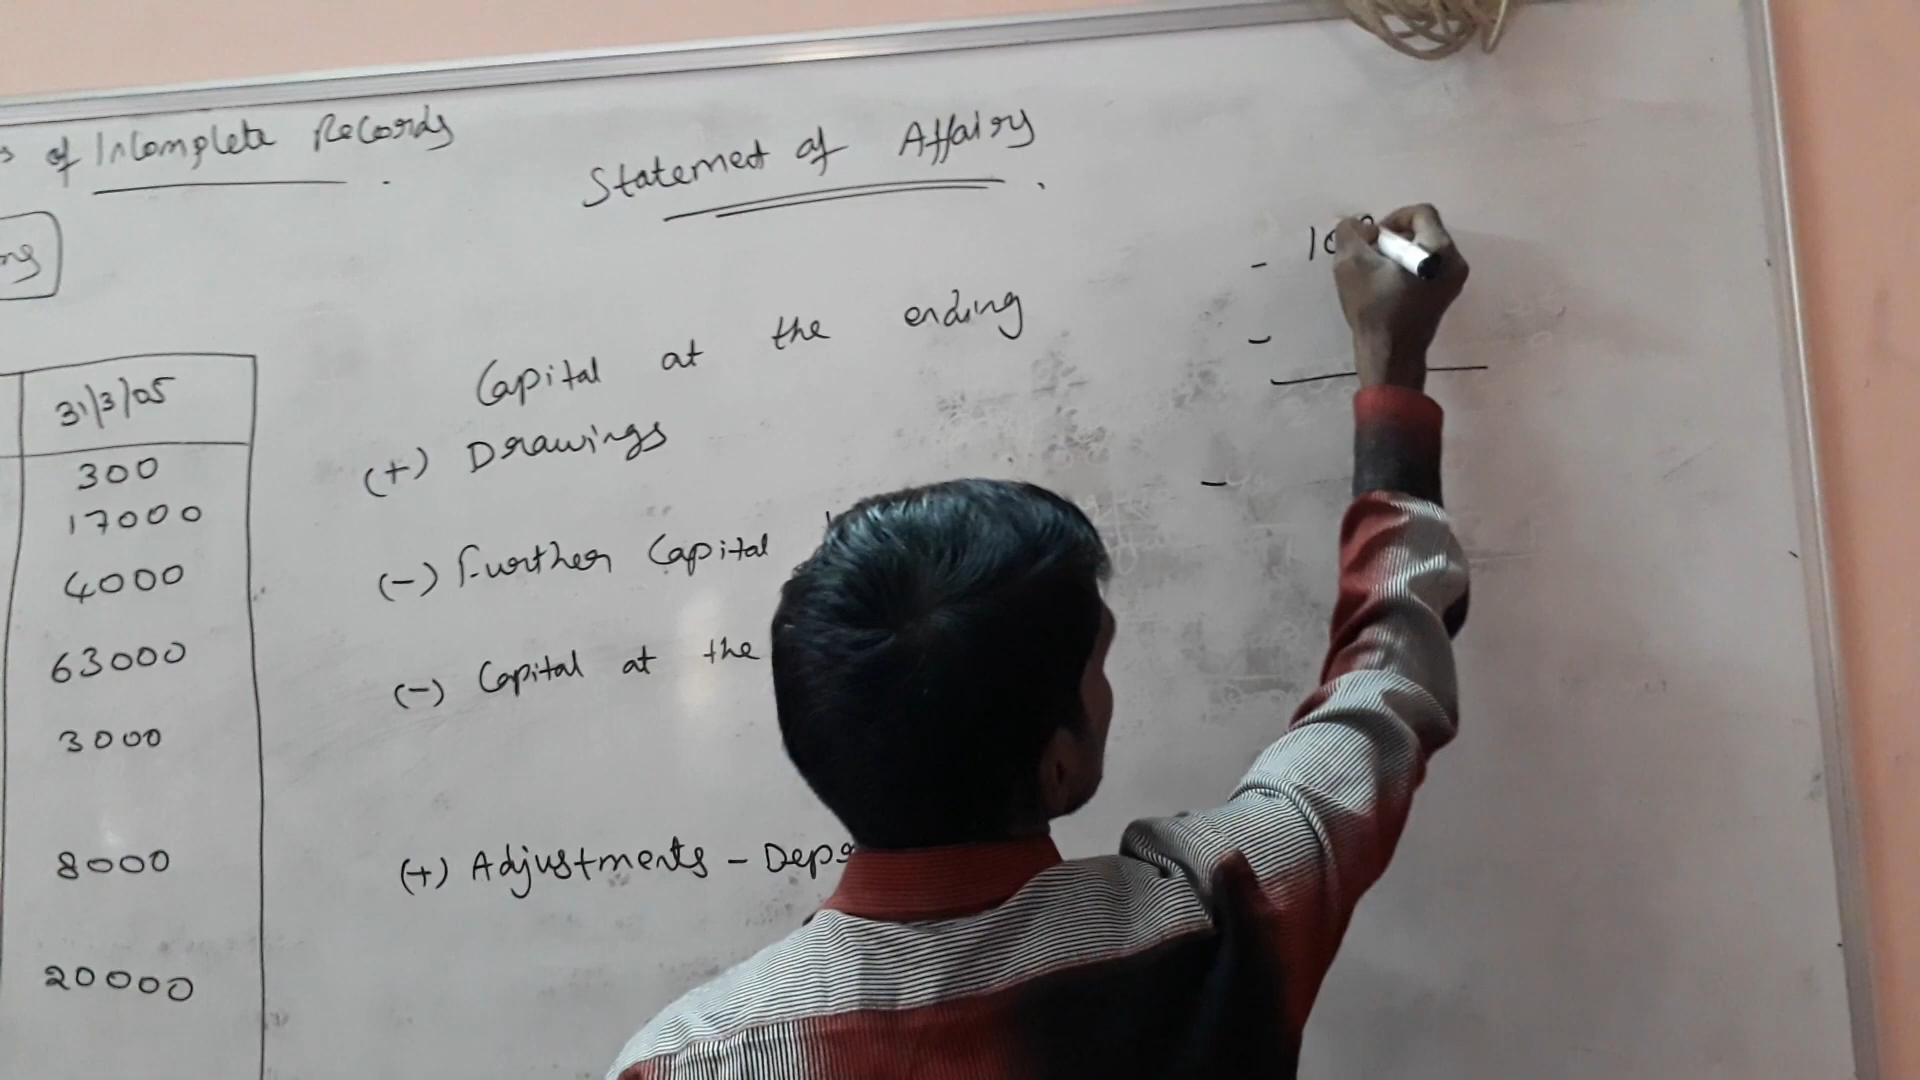 of Incomplete Records
Statement of Affairs
31/3/05
300
17000
4000
63000
3000
8000
20000
Capital at the ending
(+) Drawings
(-) Further Capital
(-) Capital at the
(+) Adjustments -